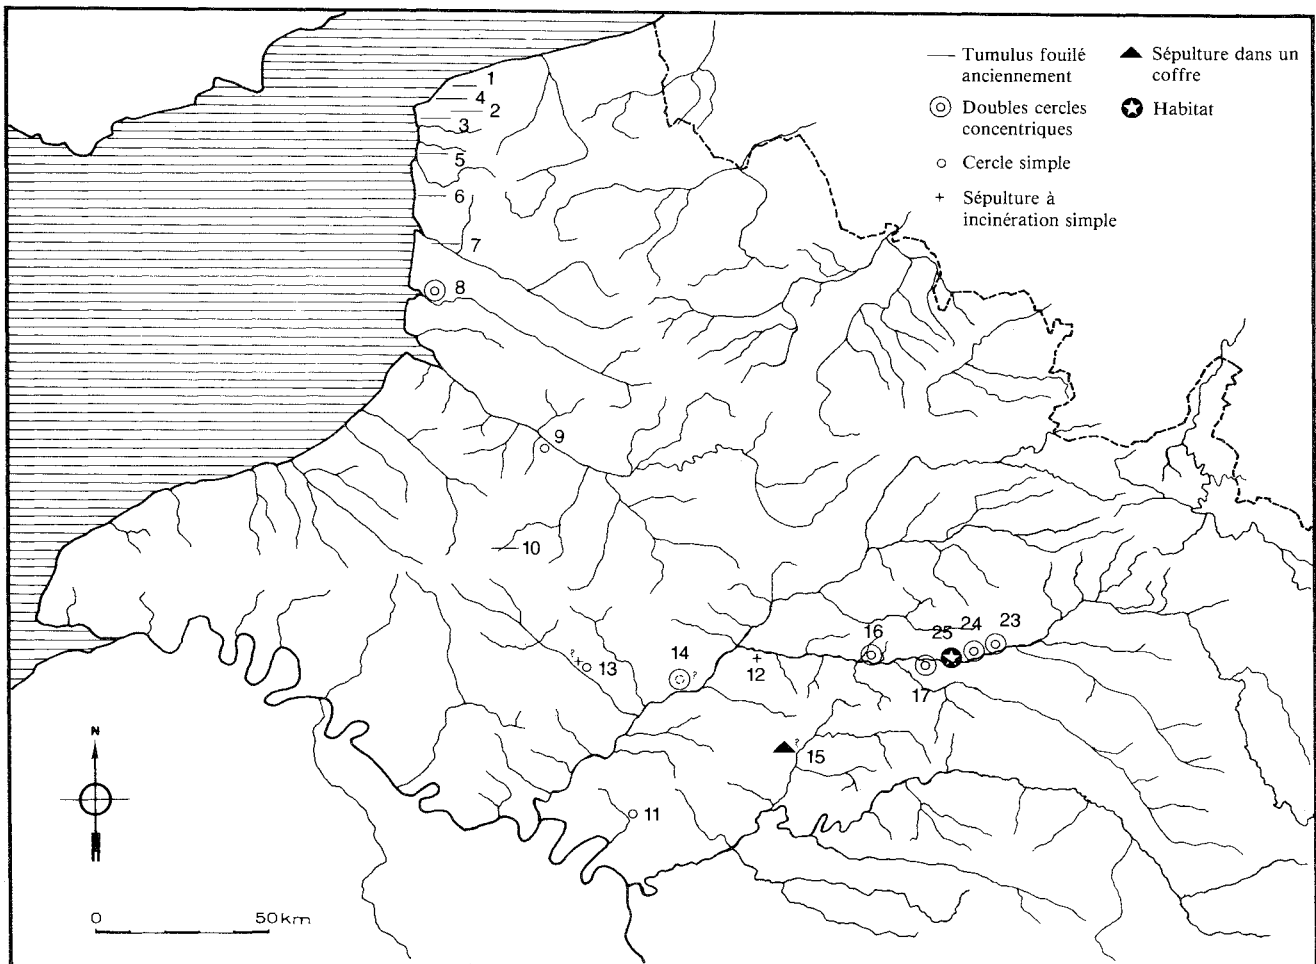 Tumulus fouilé
anciennement
Doubles cercles
concentriques
Cercle simple
Sépulture à
incinération simple
Sépulture dans un
coffre
Habitat
1
4
2
3
5
6
7
8
9
10
? 13
14 ?
12
16
25
24
23
17
? 15
11
N
0 50km